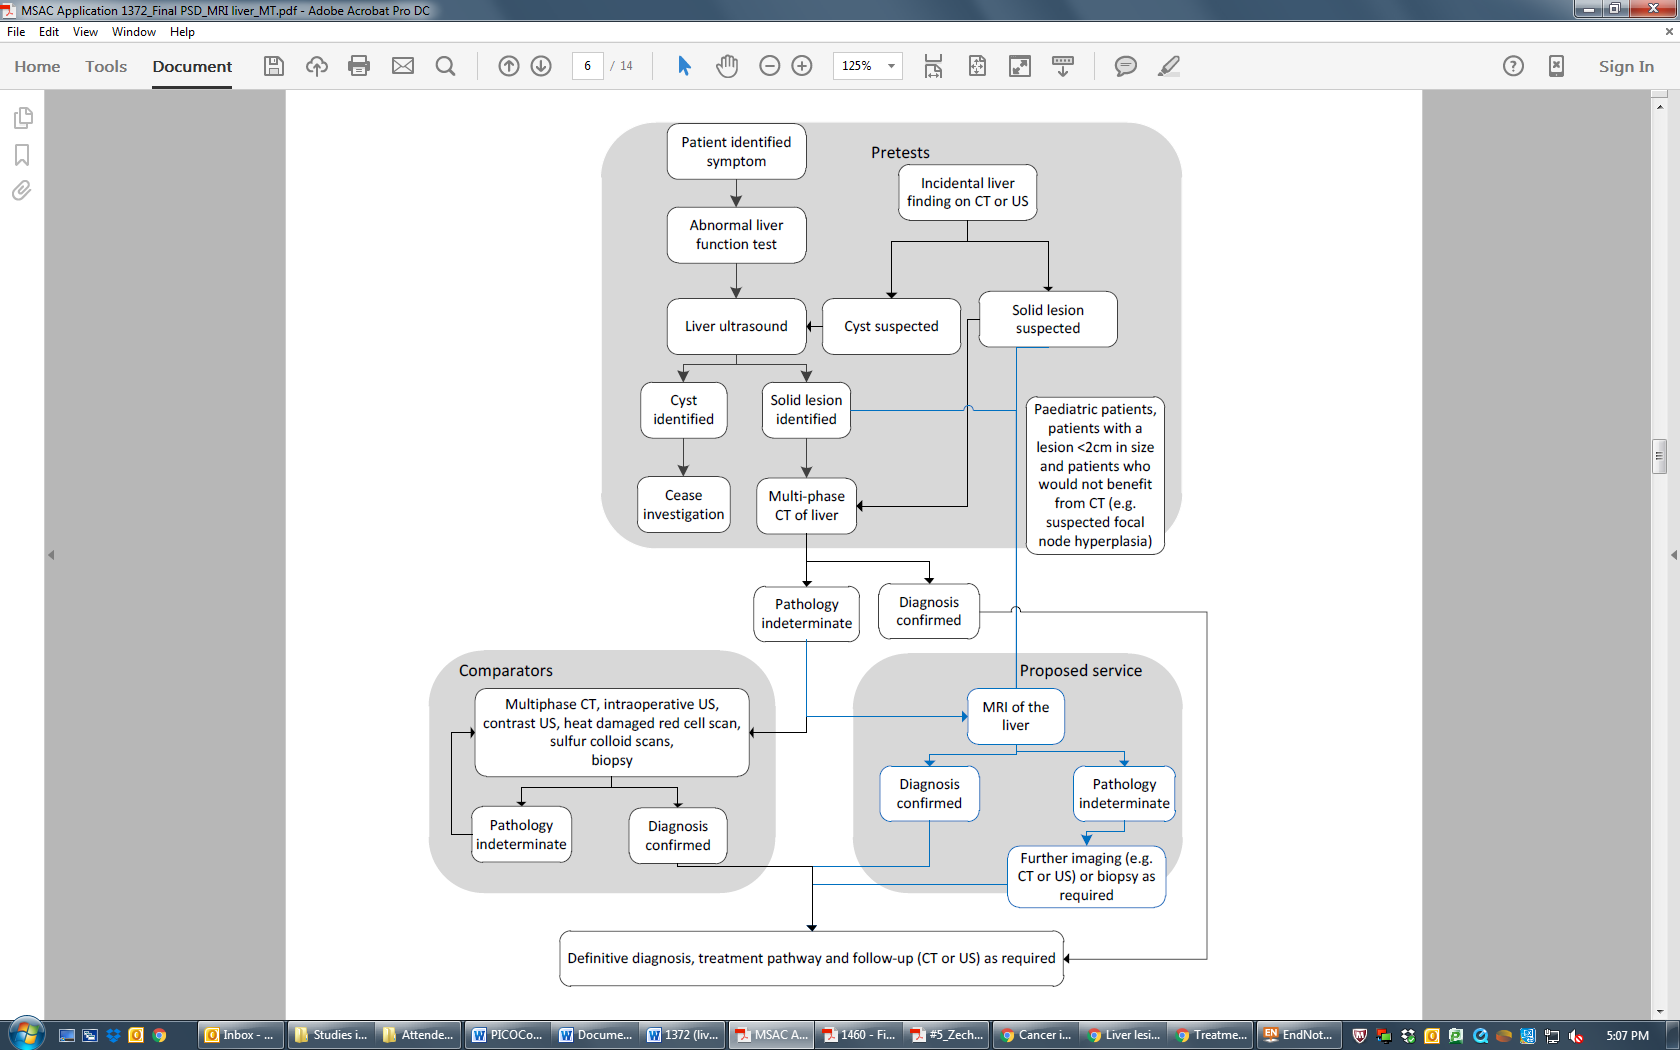 MSAC Application 1372_Final PSD_MRI liver_MT.pdf - Adobe Acrobat Pro DC
File Edit View Window Help
Home Tools Document 6 / 14 125% Sign In
Pretests
Patient identified
symptom
Incidental liver
finding on CT or US
Abnormal liver
function test
Liver ultrasound
Cyst suspected
Solid lesion
suspected
Cyst
identified
Solid lesion
identified
Paediatric patients,
patients with a
lesion <2cm in size
and patients who
would not benefit
from CT (e.g.
suspected focal
node hyperplasia)
Cease
investigation
Multi-phase
CT of liver
Pathology
indeterminate
Diagnosis
confirmed
Comparators
Multiphase CT, intraoperative US,
contrast US, heat damaged red cell scan,
sulfur colloid scans,
biopsy
Pathology
indeterminate
Diagnosis
confirmed
Proposed service
MRI of the
liver
Diagnosis
confirmed
Pathology
indeterminate
Further imaging (e.g.
CT or US) or biopsy as
required
Definitive diagnosis, treatment pathway and follow-up (CT or US) as required
Inbox - ... Studies i... Attende... PICOCo... Docume... 1372 (liv... MSAC A... 1460 - Fi... #5_Zech... Cancer i... Liver lesi... Treatme... EndNot... 5:07 PM